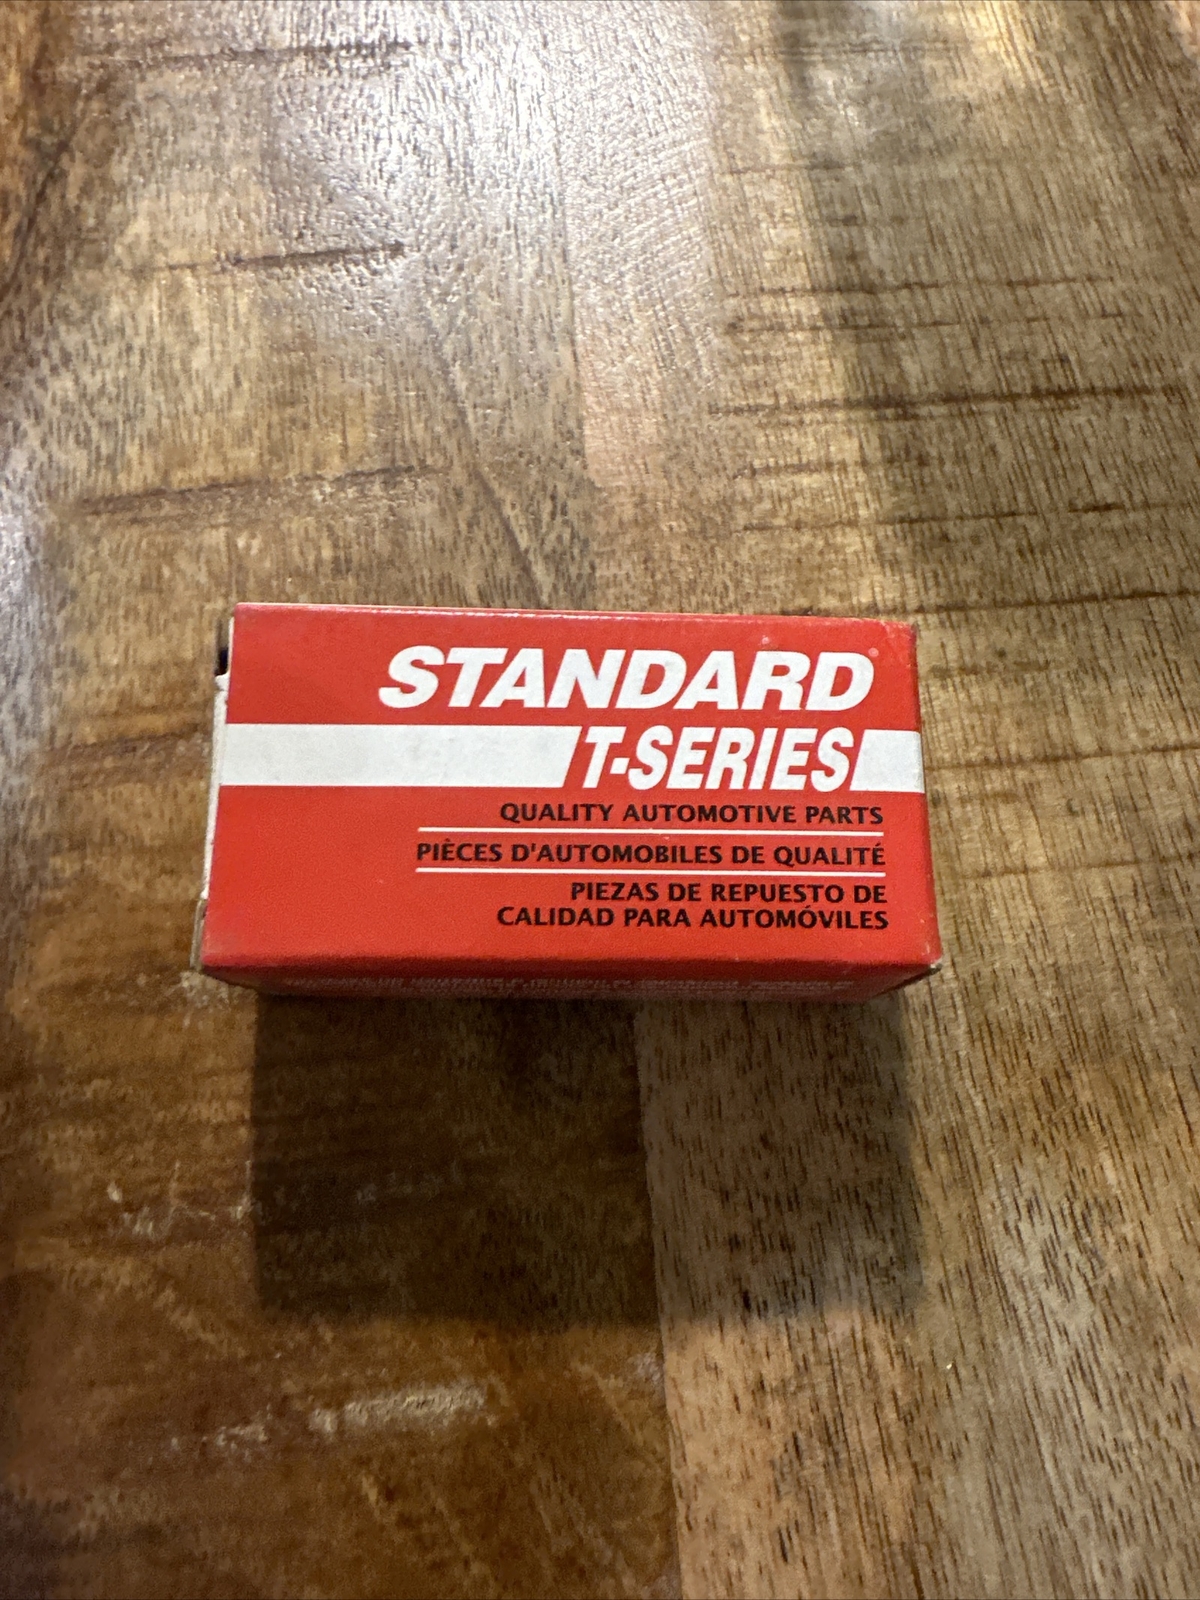 STANDARD®
T-SERIES
QUALITY AUTOMOTIVE PARTS
PIÈCES D'AUTOMOBILES DE QUALITÉ
PIEZAS DE REPUESTO DE
CALIDAD PARA AUTOMÓVILES